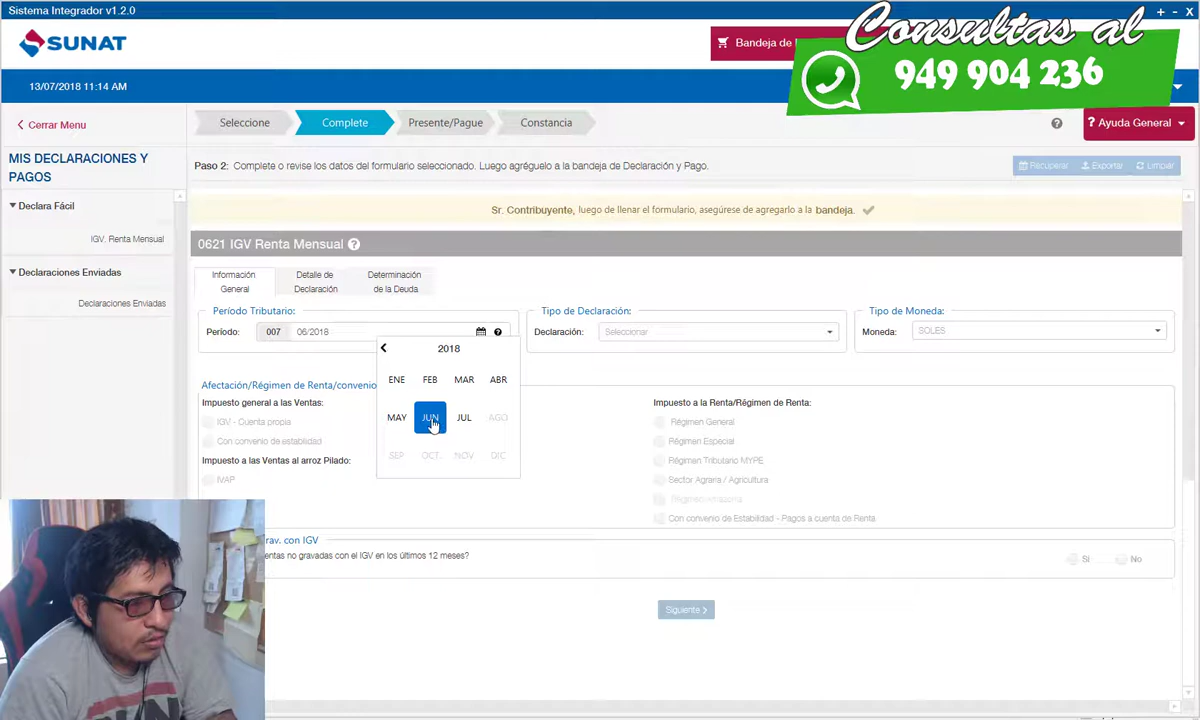 Sistema Integrador v1.2.0
+ - X
SUNAT
Bandeja de
Consultas al
949 904 236
13/07/2018 11:14 AM
Cerrar Menu
Seleccione
Complete
Presente/Pague
Constancia
? Ayuda General
MIS DECLARACIONES Y
PAGOS
Paso 2: Complete o revise los datos del formulario seleccionado. Luego agréguelo a la bandeja de Declaración y Pago.
Recuperar Exportar Limpiar
Declara Fácil
IGV. Renta Mensual
Declaraciones Enviadas
Declaraciones Enviadas
Sr. Contribuyente, luego de llenar el formulario, asegúrese de agregarlo a la bandeja.
0621 IGV Renta Mensual ?
Información
General
Detalle de
Declaración
Determinación
de la Deuda
Período Tributario:
Período: 007 06/2018
Tipo de Declaración:
Declaración: Seleccionar
Tipo de Moneda:
Moneda: SOLES
2018
ENE FEB MAR ABR
MAY JUN JUL AGO
SEP OCT. NOV DIC
Afectación/Régimen de Renta/convenio
Impuesto general a las Ventas:
IGV - Cuenta propia
Con convenio de estabilidad
Impuesto a las Ventas al arroz Pilado:
IVAP
Impuesto a la Renta/Régimen de Renta:
Régimen General
Régimen Especial
Régimen Tributario MYPE
Sector Agrario / Agricultura
Régimen Amazonía
Con convenio de Estabilidad - Pagos a cuenta de Renta
rav. con IGV
entas no gravadas con el IGV en los últimos 12 meses?
Si No
Siguiente